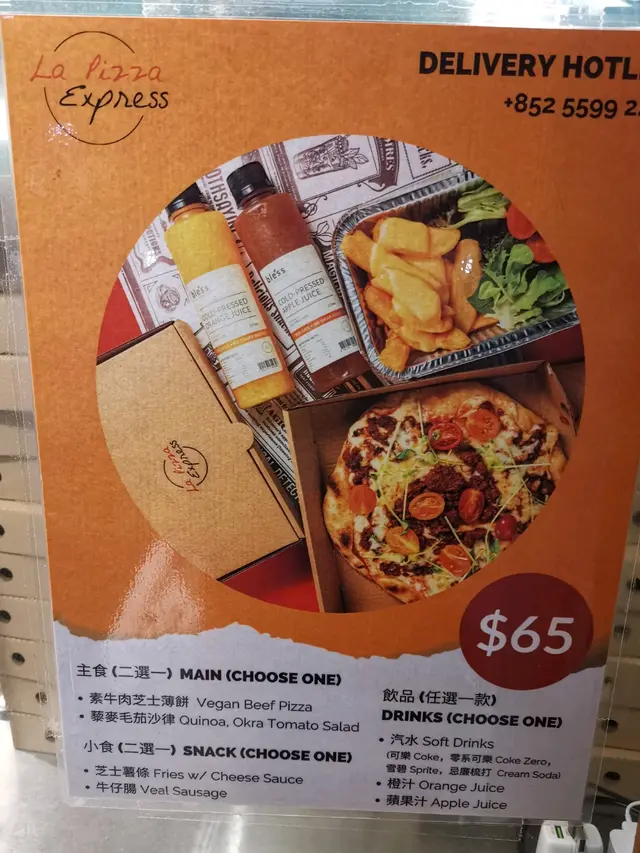 La Pizza
Express
DELIVERY HOTL
+852 5599 2
bless
COLD-PRESSED
ORANGE JUICE
bless
COLD-PRESSED
APPLE JUICE
La Pizza
Express
$65
主食 (二選一) MAIN (CHOOSE ONE)
• 素牛肉芝士薄餅 Vegan Beef Pizza
• 藜麥毛茄沙律 Quinoa, Okra Tomato Salad
小食 (二選一) SNACK (CHOOSE ONE)
• 芝士薯條 Fries w/ Cheese Sauce
• 牛仔腸 Veal Sausage
飲品 (任選一款)
DRINKS (CHOOSE ONE)
• 汽水 Soft Drinks
(可樂 Coke, 零系可樂 Coke Zero,
雪碧 Sprite, 忌廉梳打 Cream Soda)
• 橙汁 Orange Juice
• 蘋果汁 Apple Juice